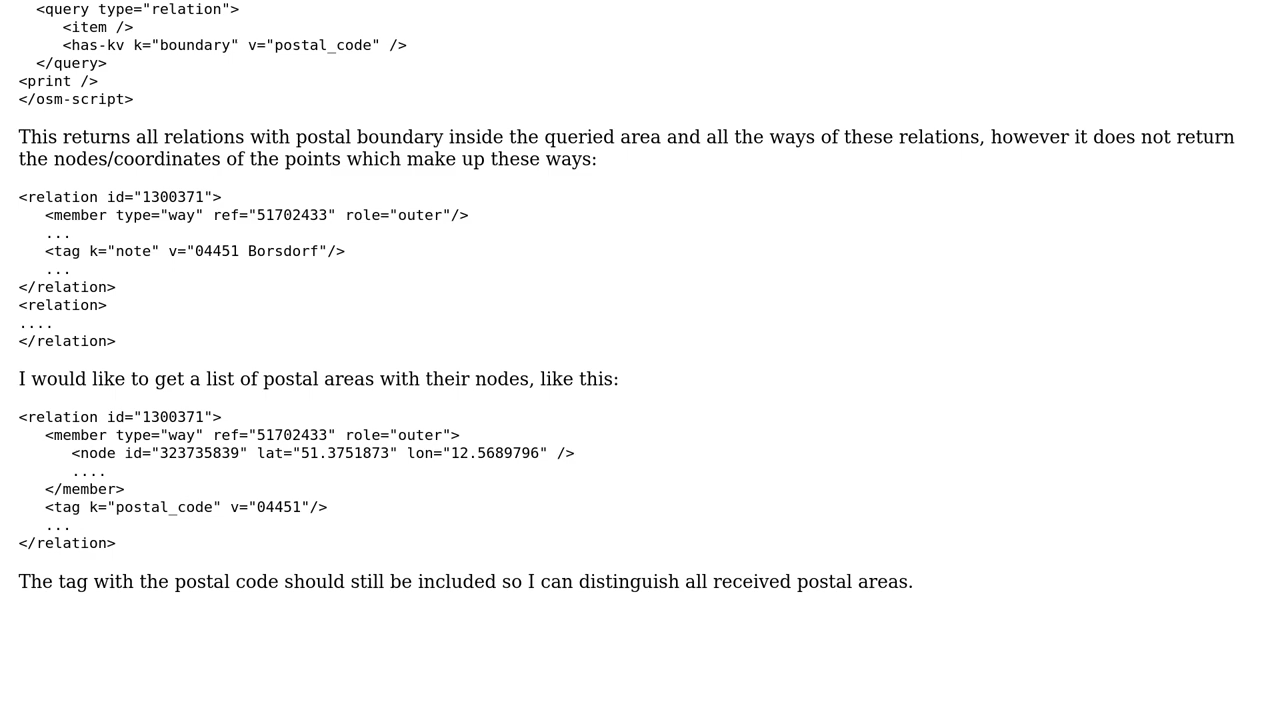 <query type="relation">
     <item />
     <has-kv k="boundary" v="postal_code" />
  </query>
<print />
</osm-script>
This returns all relations with postal boundary inside the queried area and all the ways of these relations, however it does not return
the nodes/coordinates of the points which make up these ways:
<relation id="1300371">
   <member type="way" ref="51702433" role="outer"/>
   ...
   <tag k="note" v="04451 Borsdorf"/>
   ...
</relation>
<relation>
....
</relation>
I would like to get a list of postal areas with their nodes, like this:
<relation id="1300371">
   <member type="way" ref="51702433" role="outer">
      <node id="323735839" lat="51.3751873" lon="12.5689796" />
      ....
   </member>
   <tag k="postal_code" v="04451"/>
   ...
</relation>
The tag with the postal code should still be included so I can distinguish all received postal areas.